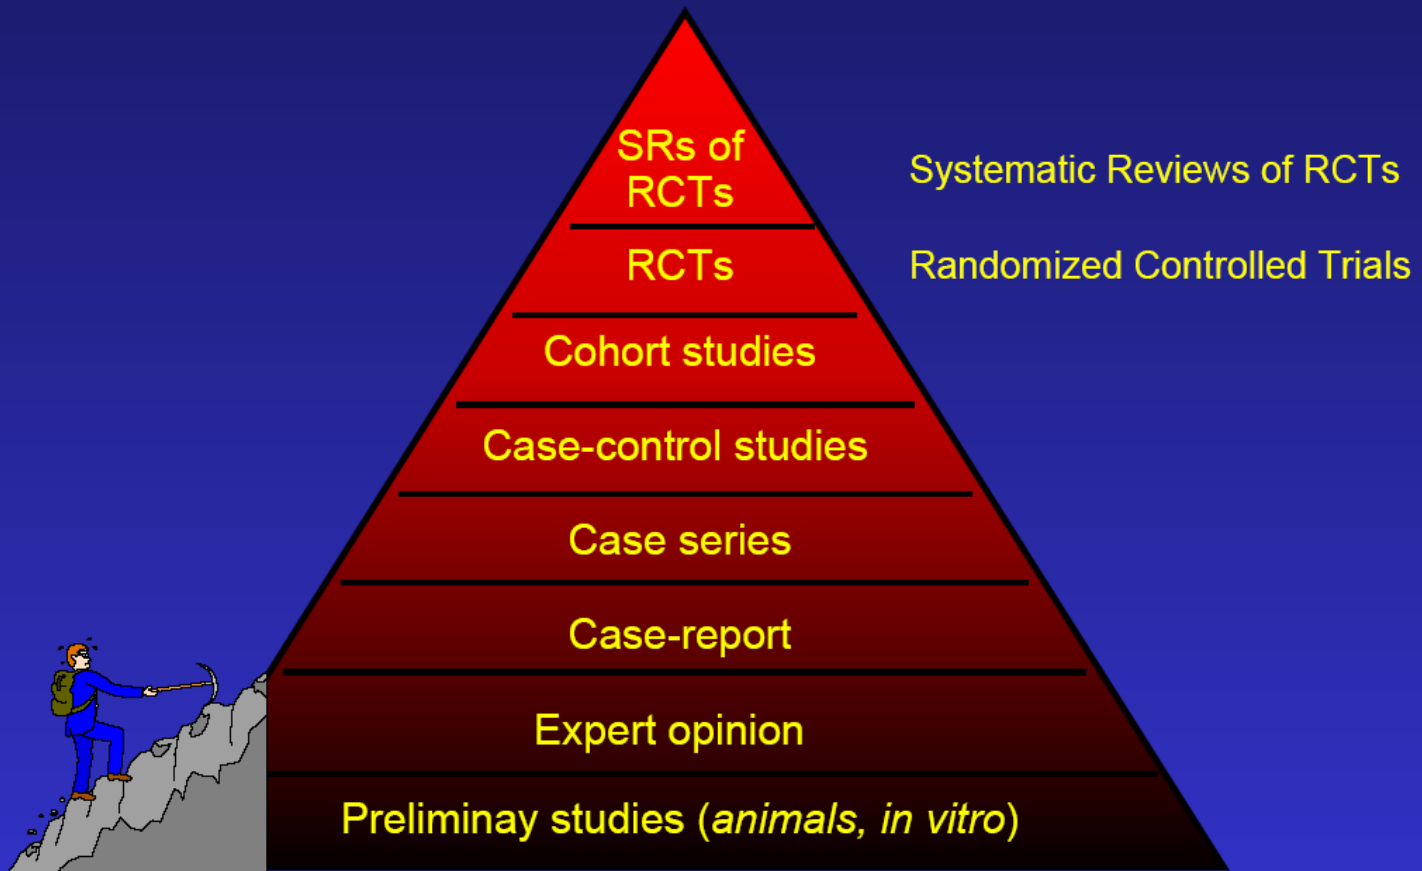 SRs of
RCTs
Systematic Reviews of RCTs
RCTs
Randomized Controlled Trials
Cohort studies
Case-control studies
Case series
Case-report
Expert opinion
Preliminay studies (animals, in vitro)